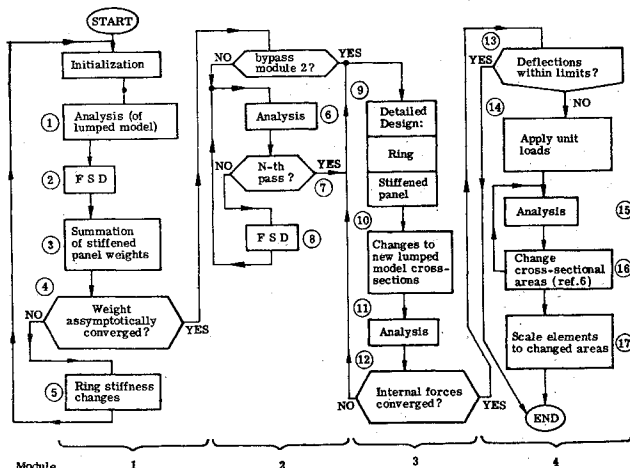 START
Initialization
1
Analysis (of
lumped model)
2
F S D
3
Summation
of stiffened
panel weights
4
NO
Weight
asymptotically
converged?
YES
5
Ring stiffness
changes
NO
bypass
module 2?
YES
Analysis
6
NO
N-th
pass?
YES
7
F S D
8
9
Detailed
Design:
Ring
Stiffened
panel
10
Changes to
new lumped
model cross-
sections
11
Analysis
12
NO
Internal forces
converged?
YES
13
YES
Deflections
within limits?
NO
14
Apply unit
loads
Analysis
15
Change
cross-sectional
areas (ref.6)
16
Scale elements
to changed areas
17
END
Module
1
2
3
4